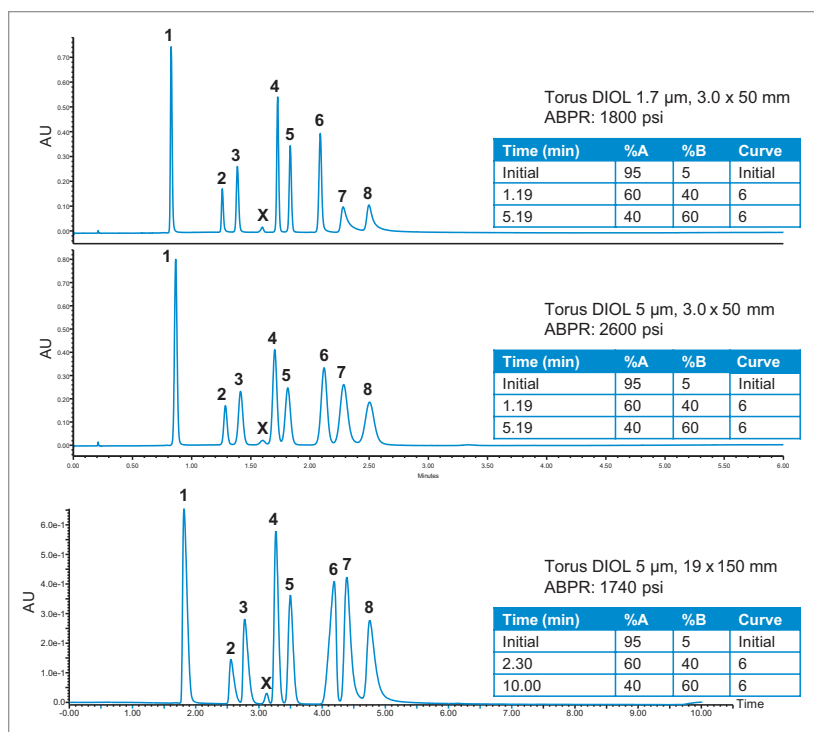 1
0.70
0.60
0.50
0.40
0.30
0.20
0.10
0.00
AU
2
3
X
4
5
6
7
8
Torus DIOL 1.7 µm, 3.0 x 50 mm
ABPR: 1800 psi
Time (min) %A %B Curve
Initial 95 5 Initial
1.19 60 40 6
5.19 40 60 6
1
0.80
0.70
0.60
0.50
0.40
0.30
0.20
0.10
0.00
AU
2
3
X
4
5
6
7
8
Torus DIOL 5 µm, 3.0 x 50 mm
ABPR: 2600 psi
Time (min) %A %B Curve
Initial 95 5 Initial
1.19 60 40 6
5.19 40 60 6
0.00 0.50 1.00 1.50 2.00 2.50 3.00 3.50 4.00 4.50 5.00 5.50 6.00
Minutes
1
6.0e-1
5.0e-1
4.0e-1
3.0e-1
2.0e-1
1.0e-1
0.0
AU
2
3
X
4
5
6
7
8
Torus DIOL 5 µm, 19 x 150 mm
ABPR: 1740 psi
Time (min) %A %B Curve
Initial 95 5 Initial
2.30 60 40 6
10.00 40 60 6
Time
-0.00 2.00 3.00 4.00 5.00 6.00 7.00 8.00 9.00 10.00